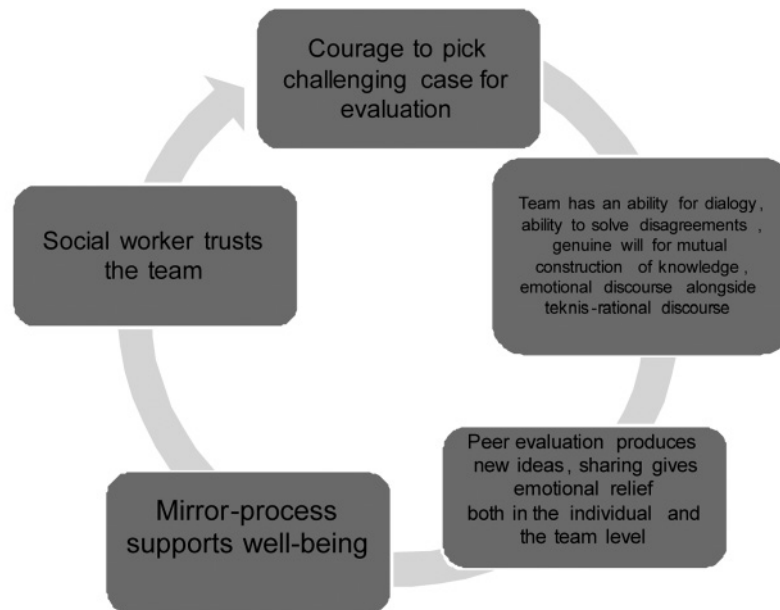 Courage to pick
challenging case for
evaluation
Team has an ability for dialogy,
ability to solve disagreements ,
genuine will for mutual
construction of knowledge,
emotional discourse alongside
teknis-rational discourse
Peer evaluation produces
new ideas, sharing gives
emotional relief
both in the individual and
the team level
Mirror-process
supports well-being
Social worker trusts
the team